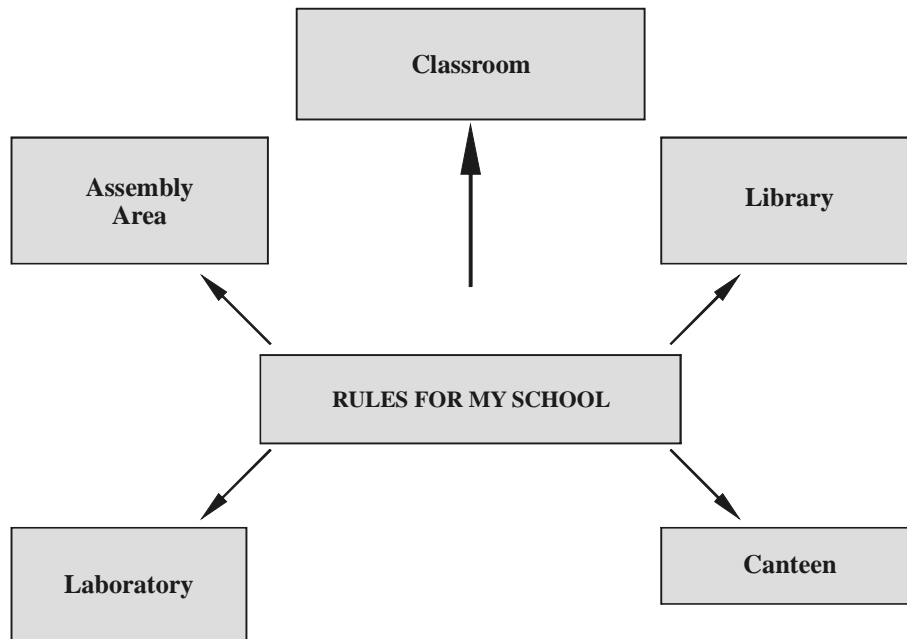 Classroom
Assembly
Area
Library
RULES FOR MY SCHOOL
Laboratory
Canteen